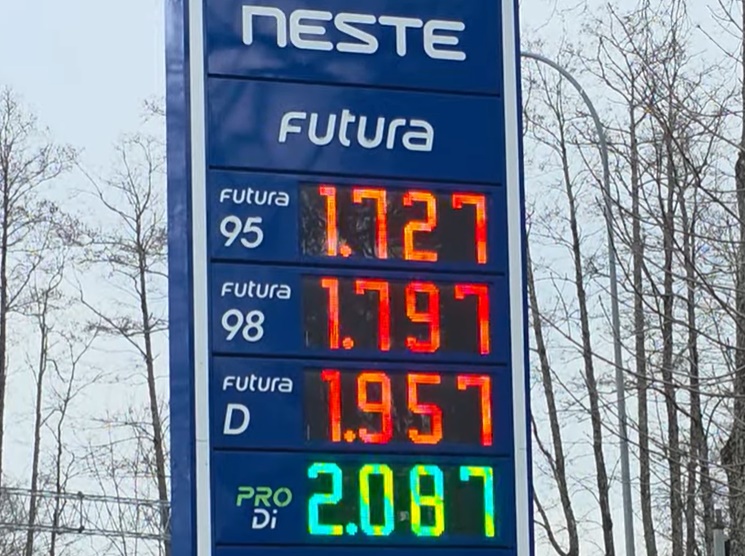 NESTE
Futura
Futura
95
1.727
Futura
98
1.797
Futura
D
1.957
PRO
Di
2.087